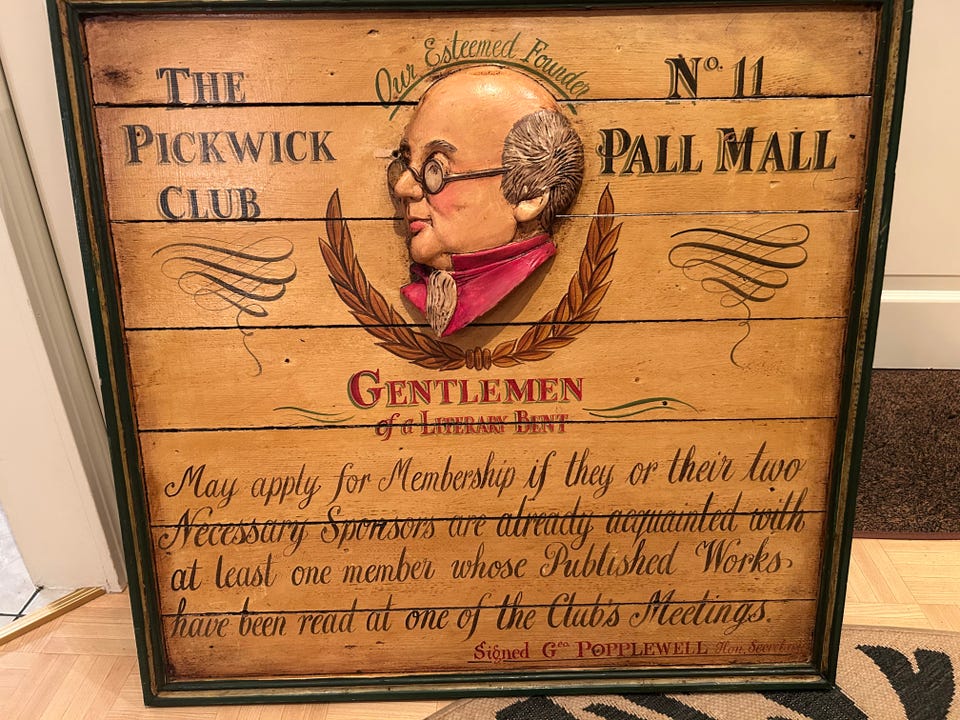 Our Esteemed Founder
THE
PICKWICK
CLUB
No. 11
PALL MALL
GENTLEMEN
of a LITERARY BENT
May apply for Membership if they or their two
Necessary Sponsors are already acquainted with
at least one member whose Published Works,
have been read at one of the Club's Meetings.
Signed Geo POPPLEWELL Hon. Secretary